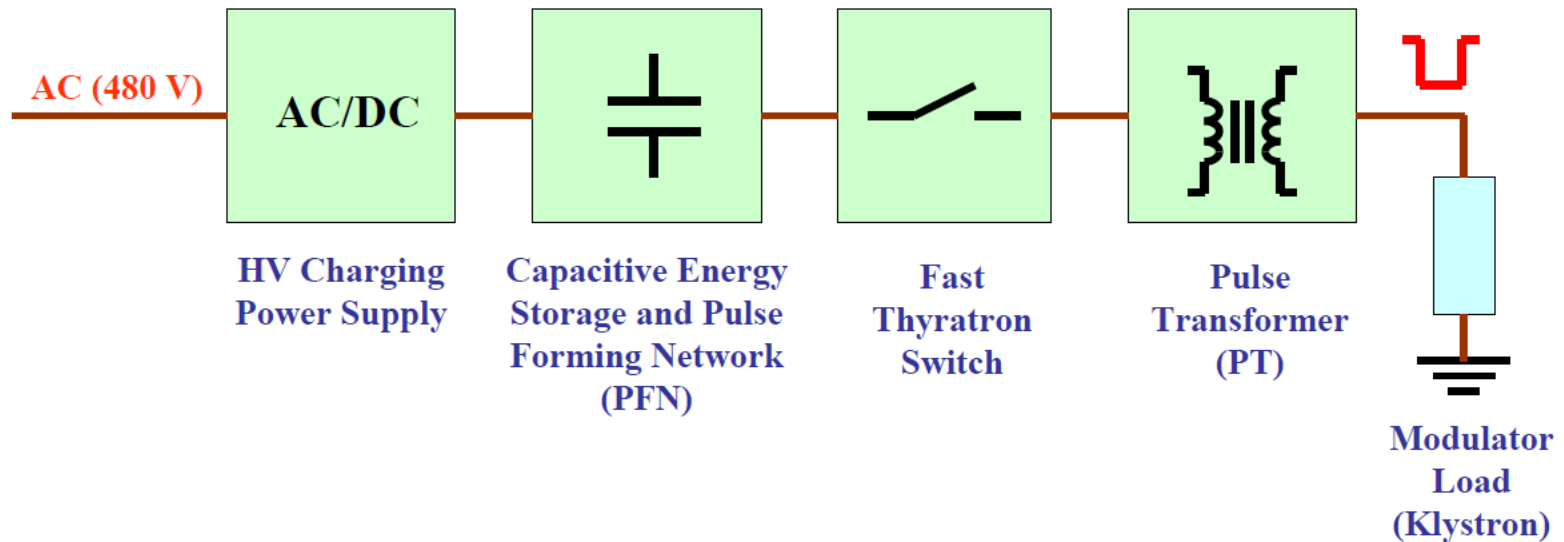 AC (480 V)
AC/DC
HV Charging
Power Supply
Capacitive Energy
Storage and Pulse
Forming Network
(PFN)
Fast
Thyratron
Switch
Pulse
Transformer
(PT)
Modulator
Load
(Klystron)